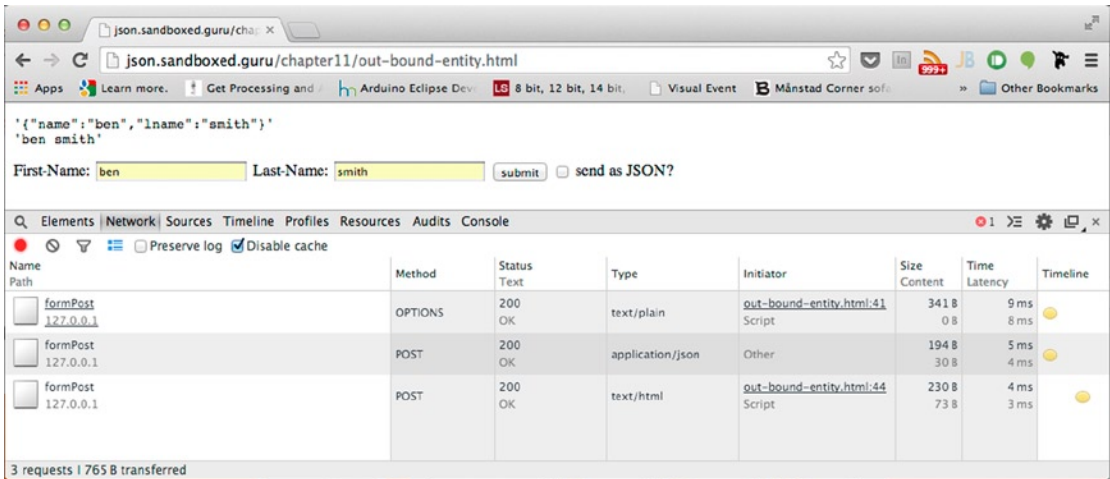 json.sandboxed.guru/chap
json.sandboxed.guru/chapter11/out-bound-entity.html
in 999+ JB
Apps Learn more. Get Processing and A Arduino Eclipse Dev LS 8 bit, 12 bit, 14 bit, Visual Event B Månstad Corner sofa » Other Bookmarks
'{"name":"ben","lname":"smith"}'
'ben smith'
First-Name: ben Last-Name: smith submit send as JSON?
Elements Network Sources Timeline Profiles Resources Audits Console 1
Preserve log Disable cache
Name Method Status Type Initiator Size Time Timeline
Path Text Content Latency
formPost OPTIONS 200 text/plain out-bound-entity.html:41 341 B 9 ms
127.0.0.1 OK Script 0 B 8 ms
formPost POST 200 application/json Other 194 B 5 ms
127.0.0.1 OK 30 B 4 ms
formPost POST 200 text/html out-bound-entity.html:44 230 B 4 ms
127.0.0.1 OK Script 73 B 3 ms
3 requests | 765 B transferred